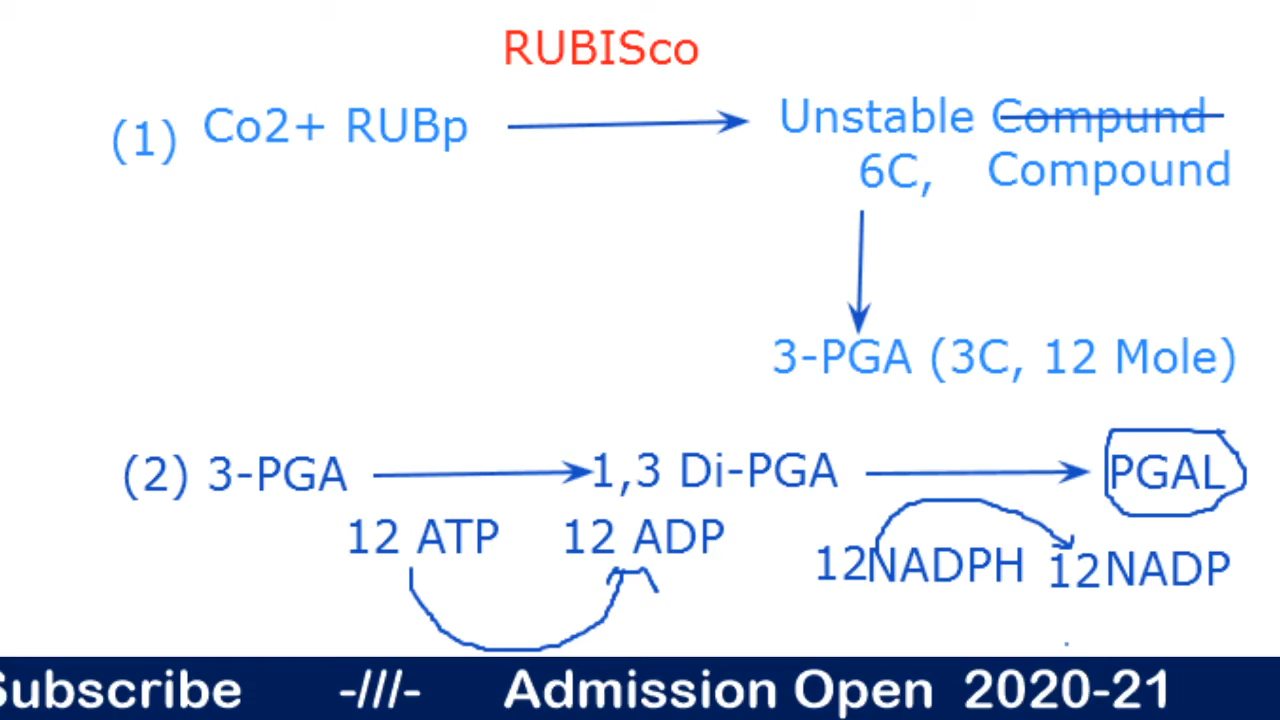 RUBISco
(1) Co2+ RUBp Unstable Compund
6C, Compound
3-PGA (3C, 12 Mole)
(2) 3-PGA 1,3 Di-PGA PGAL
12 ATP 12 ADP 12NADPH 12NADP
Subscribe -///- Admission Open 2020-21